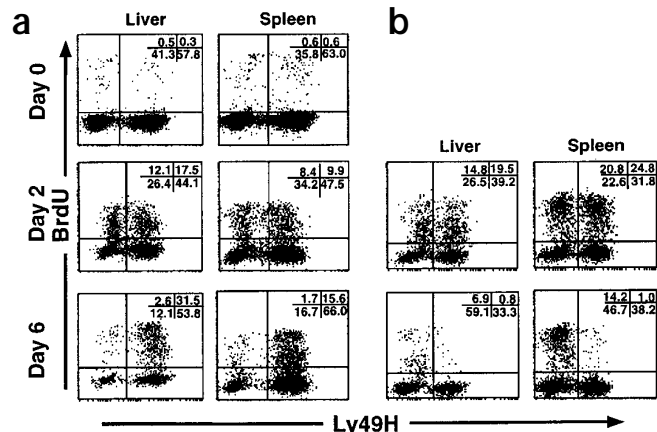 a
b
Liver
Spleen
Day 0
0.5 0.3
41.3 57.8
0.6 0.6
35.8 63.0
Liver
Spleen
Day 2
BrdU
12.1 17.5
26.4 44.1
8.4 9.9
34.2 47.5
14.8 19.5
26.5 39.2
20.8 24.8
22.6 31.8
Day 6
2.6 31.5
12.1 53.8
1.7 15.6
16.7 66.0
6.9 0.8
59.1 33.3
14.2 1.0
46.7 38.2
Ly49H